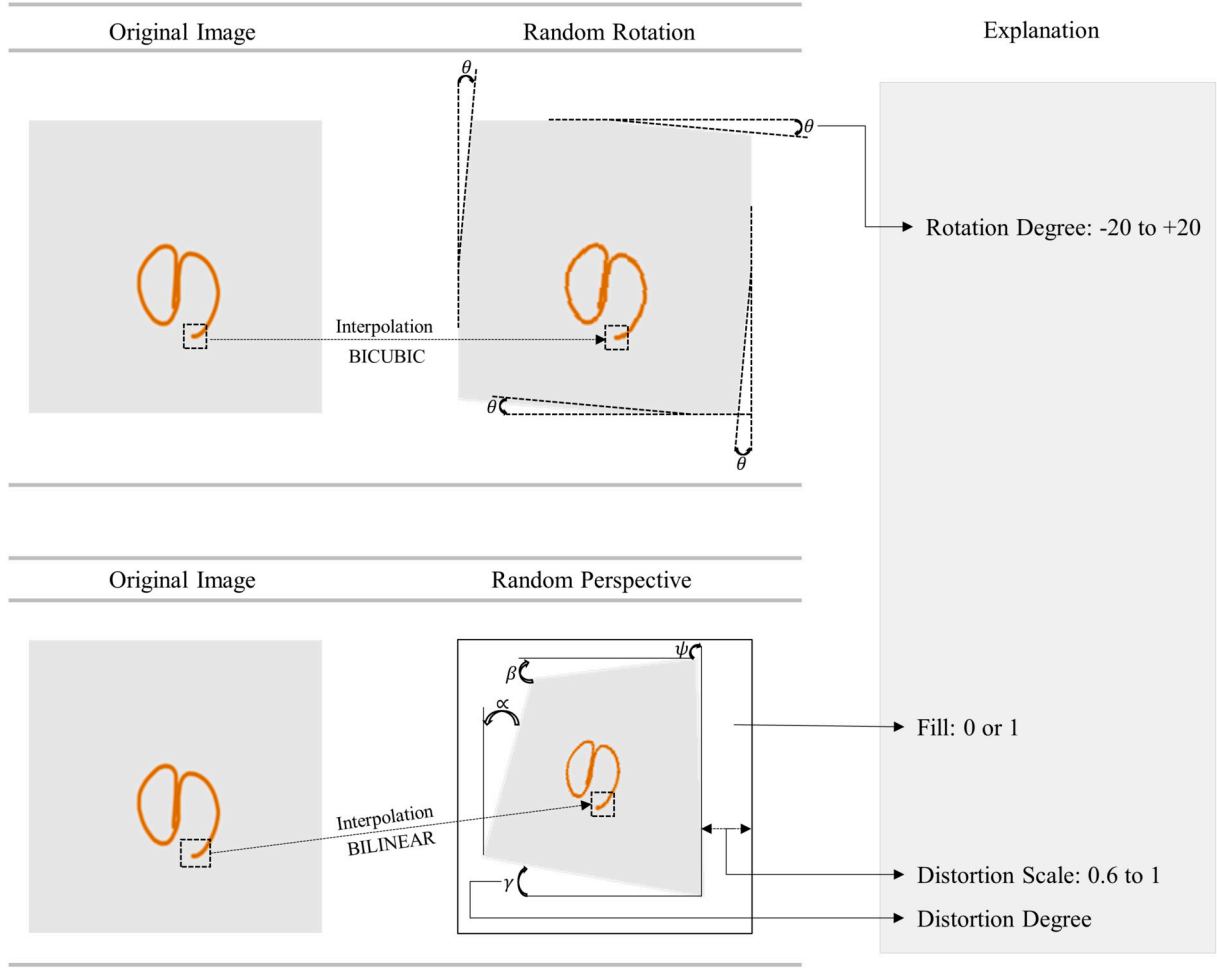 Original Image
Random Rotation
Explanation
θ
θ
Rotation Degree: -20 to +20
Interpolation
BICUBIC
θ
θ
Original Image
Random Perspective
ψ
β
∝
Fill: 0 or 1
Interpolation
BILINEAR
γ
Distortion Scale: 0.6 to 1
Distortion Degree